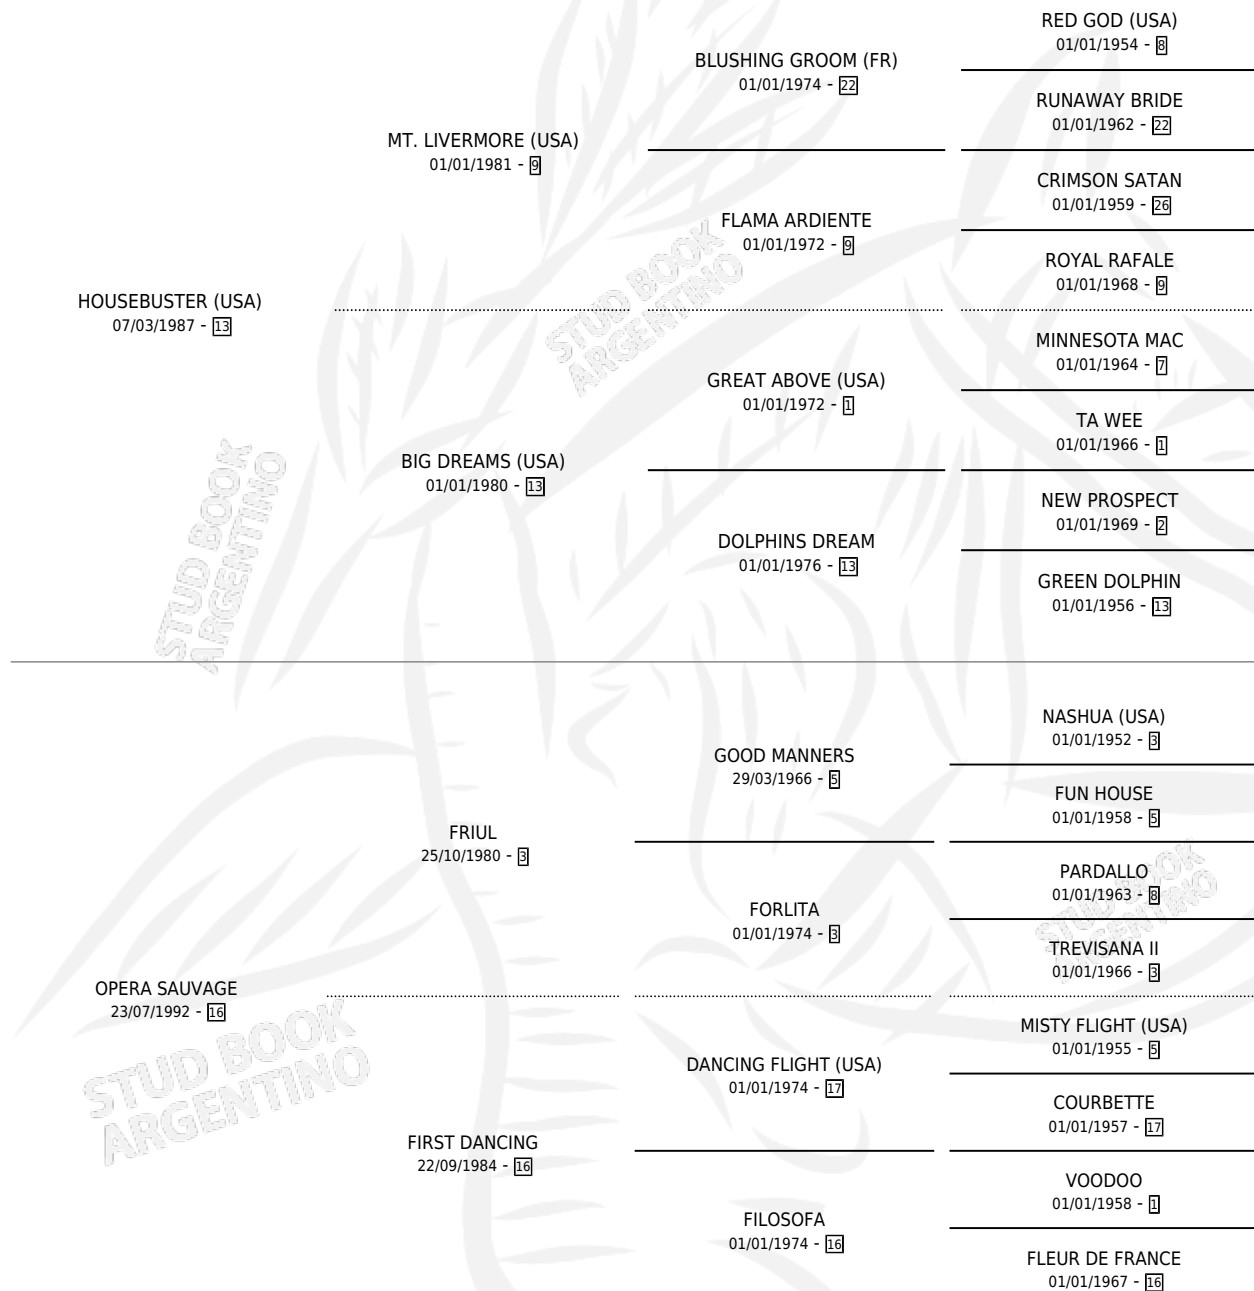 RED GOD (USA)
01/01/1954 - 8
BLUSHING GROOM (FR)
01/01/1974 - 22
RUNAWAY BRIDE
01/01/1962 - 22
MT. LIVERMORE (USA)
01/01/1981 - 9
CRIMSON SATAN
01/01/1959 - 26
FLAMA ARDIENTE
01/01/1972 - 9
ROYAL RAFALE
01/01/1968 - 9
HOUSEBUSTER (USA)
07/03/1987 - 13
STUD BOOK
ARGENTINO
MINNESOTA MAC
01/01/1964 - 7
GREAT ABOVE (USA)
01/01/1972 - 1
TA WEE
01/01/1966 - 1
BIG DREAMS (USA)
01/01/1980 - 13
NEW PROSPECT
01/01/1969 - 2
DOLPHINS DREAM
01/01/1976 - 13
GREEN DOLPHIN
01/01/1956 - 13
STUD BOOK
ARGENTINO
NASHUA (USA)
01/01/1952 - 3
GOOD MANNERS
29/03/1966 - 5
FUN HOUSE
01/01/1958 - 5
FRIUL
25/10/1980 - 3
PARDALLO
01/01/1963 - 8
FORLITA
01/01/1974 - 3
TREVISANA II
01/01/1966 - 3
STUD BOOK
ARGENTINO
OPERA SAUVAGE
23/07/1992 - 16
MISTY FLIGHT (USA)
01/01/1955 - 5
DANCING FLIGHT (USA)
01/01/1974 - 17
COURBETTE
01/01/1957 - 17
STUD BOOK
ARGENTINO
FIRST DANCING
22/09/1984 - 16
VOODOO
01/01/1958 - 1
FILOSOFA
01/01/1974 - 16
FLEUR DE FRANCE
01/01/1967 - 16